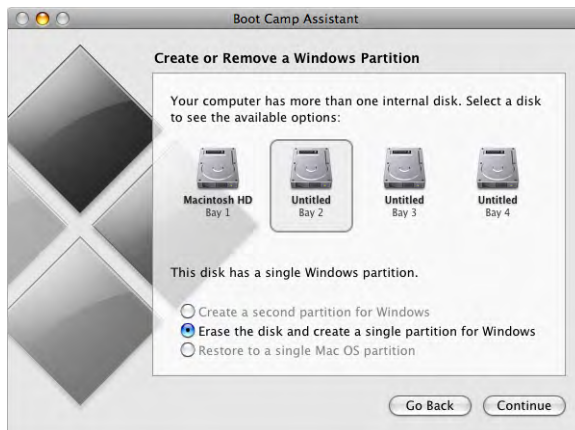 Boot Camp Assistant
Create or Remove a Windows Partition
Your computer has more than one internal disk. Select a disk
to see the available options:
Macintosh HD
Bay 1
Untitled
Bay 2
Untitled
Bay 3
Untitled
Bay 4
This disk has a single Windows partition.
Create a second partition for Windows
Erase the disk and create a single partition for Windows
Restore to a single Mac OS partition
Go Back
Continue